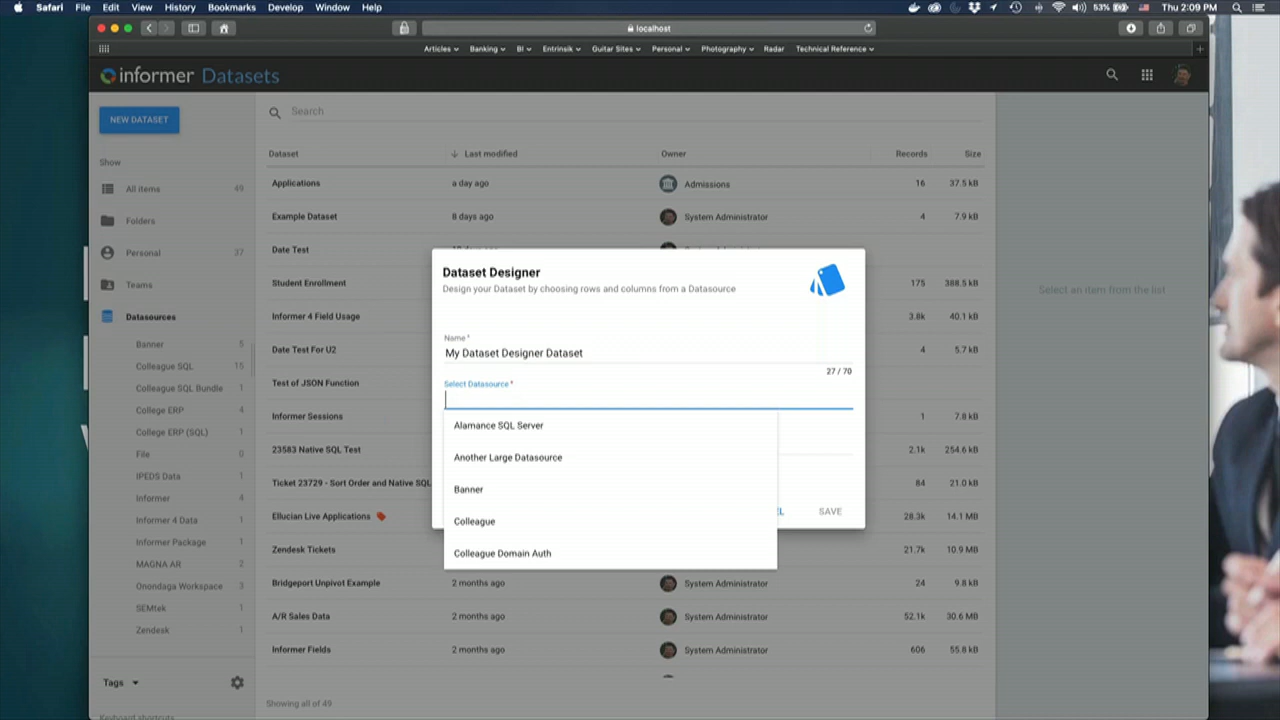 Safari File Edit View History Bookmarks Develop Window Help 53% Thu 2:09 PM
localhost
Articles Banking BI Entrinsik Guitar Sites Personal Photography Radar Technical Reference
informer Datasets
NEW DATASET
Search
Show
Dataset Last modified Owner Records Size
All items 49
Applications a day ago Admissions 16 37.5 kB
Folders
Example Dataset 8 days ago System Administrator 4 7.9 kB
Personal 37
Date Test
Teams
Student Enrollment 175 388.5 kB
Datasources
Informer 4 Field Usage 3.8k 40.1 kB
Banner 5
Date Test For U2 4 5.7 kB
Colleague SQL 15
Test of JSON Function
Colleague SQL Bundle
College ERP 4
Informer Sessions 1 7.8 kB
College ERP (SQL) 1
23583 Native SQL Test 2.1k 254.6 kB
File 0
IPEDS Data 1
Ticket 23729 - Sort Order and Native SQL 84 21.0 kB
Informer 4
Informer 4 Data 1
Ellucian Live Applications 28.3k 14.1 MB
Informer Package 2
Zendesk Tickets 21.7k 10.9 MB
MAGNA AR 2
Bridgeport Unpivot Example 2 months ago System Administrator 24 9.8 kB
Onondaga Workspace 3
SEMtek 1
A/R Sales Data 2 months ago System Administrator 52.1k 30.6 MB
Zendesk 1
Informer Fields 2 months ago System Administrator 606 55.8 kB
Tags
Showing all of 49
Keyboard shortcuts
Select an item from the list
Dataset Designer
Design your Dataset by choosing rows and columns from a Datasource
Name *
My Dataset Designer Dataset
27 / 70
Select Datasource *
Alamance SQL Server
Another Large Datasource
Banner
Colleague
Colleague Domain Auth
EL SAVE